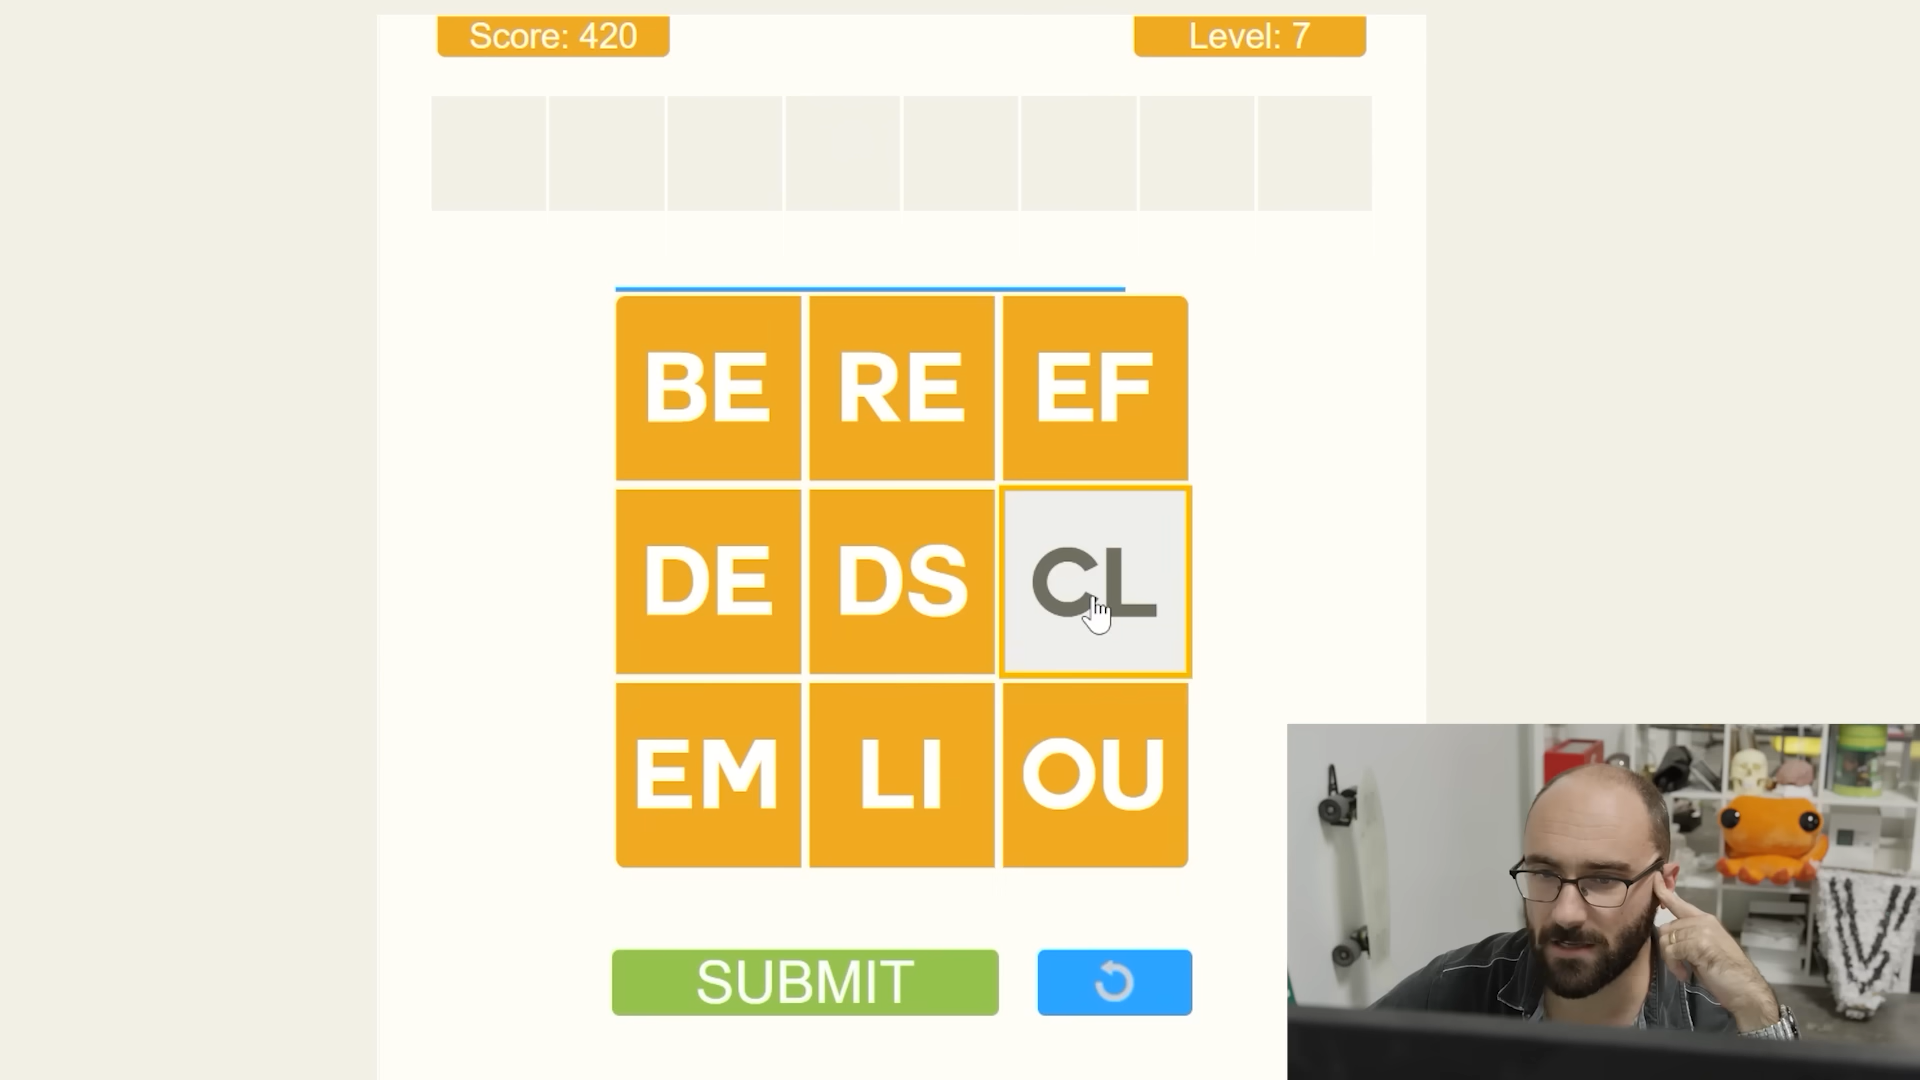 Score: 420
Level: 7
BE RE EF
DE DS CL
EM LI OU
SUBMIT